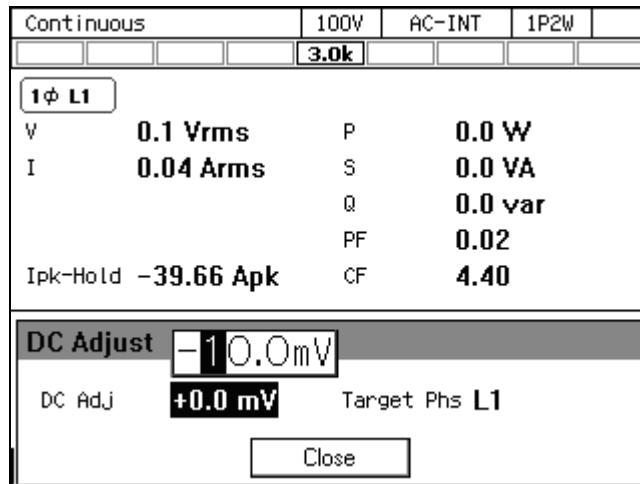 Continuous 100V AC-INT 1P2W
3.0k
1ϕ L1
V 0.1 Vrms P 0.0 W
I 0.04 Arms S 0.0 VA
Q 0.0 var
PF 0.02
Ipk-Hold -39.66 Apk CF 4.40
DC Adjust -10.0mV
DC Adj +0.0 mV Target Phs L1
Close